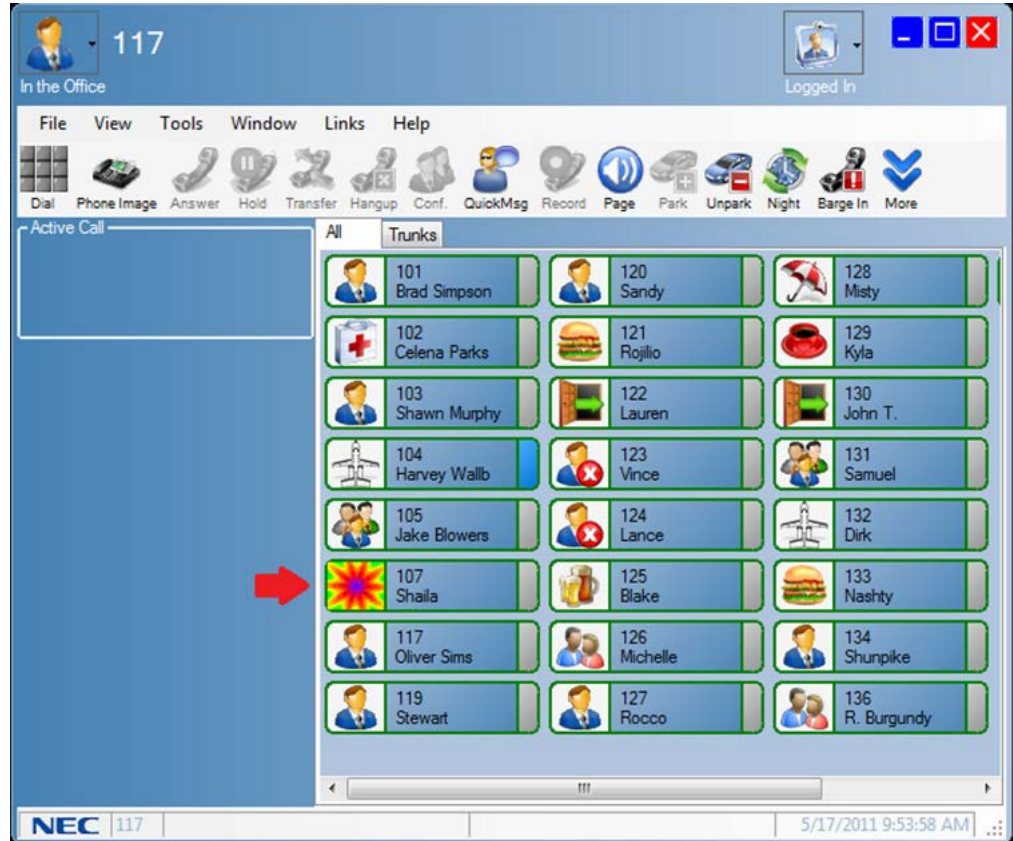 117
In the Office
Logged In
File View Tools Window Links Help
Dial Phone Image Answer Hold Transfer Hangup Conf. QuickMsg Record Page Park Unpark Night Barge In More
Active Call
All Trunks
101
Brad Simpson
120
Sandy
128
Misty
102
Celena Parks
121
Rojilio
129
Kyla
103
Shawn Murphy
122
Lauren
130
John T.
104
Harvey Wallb
123
Vince
131
Samuel
105
Jake Blowers
124
Lance
132
Dirk
107
Shaila
125
Blake
133
Nashty
117
Oliver Sims
126
Michelle
134
Shunpike
119
Stewart
127
Rocco
136
R. Burgundy
NEC 117 5/17/2011 9:53:58 AM